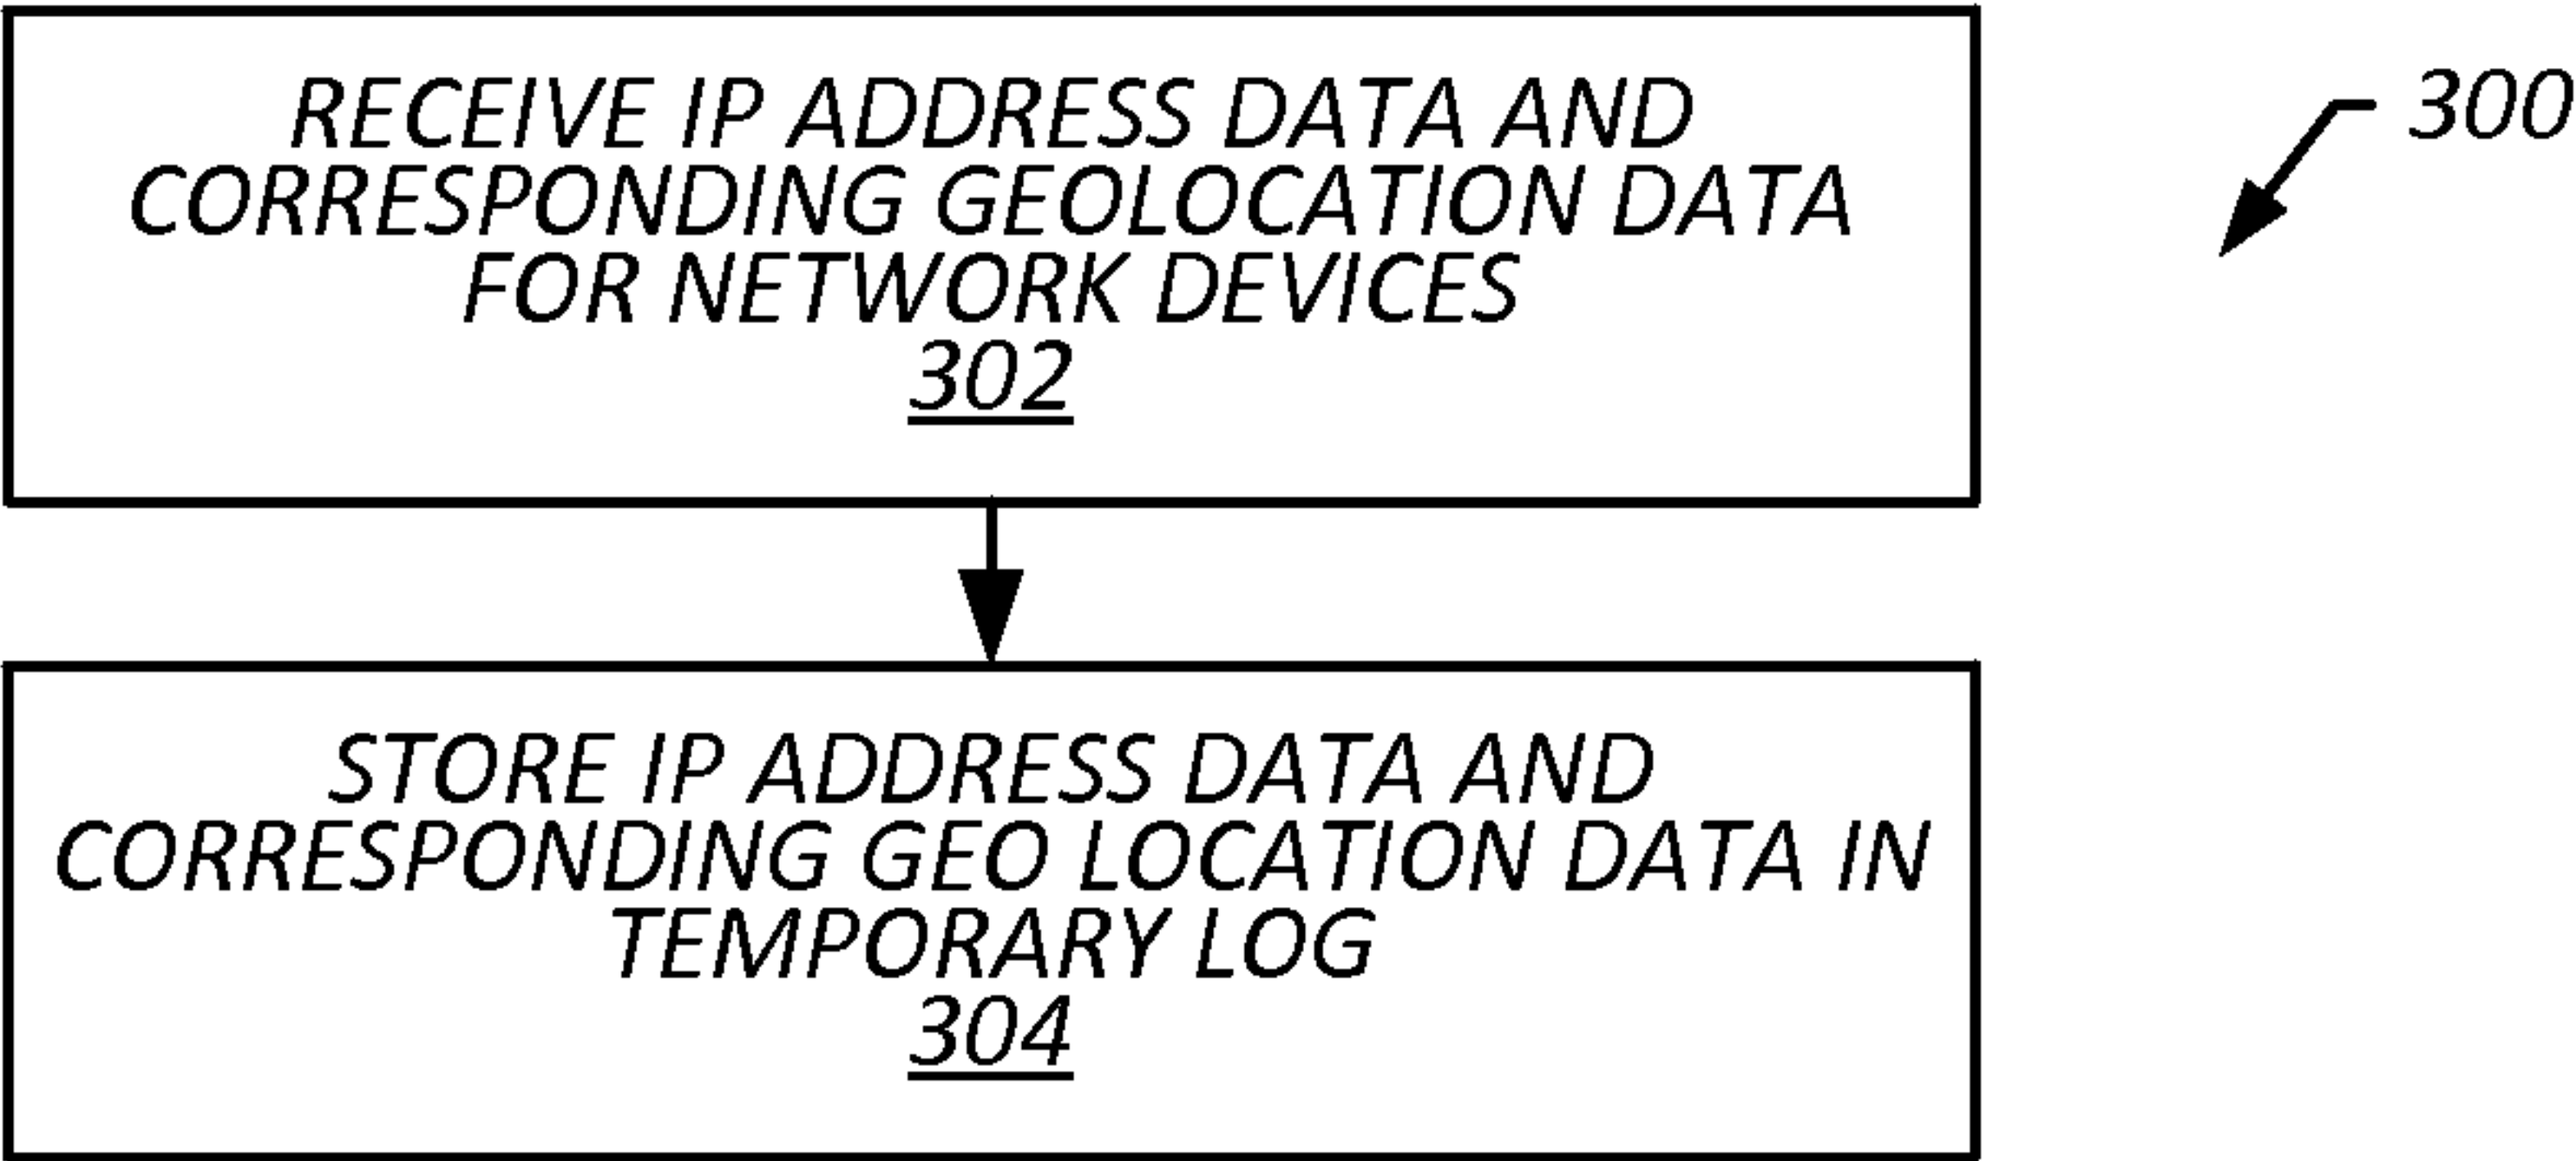 RECEIVE IP ADDRESS DATA AND
CORRESPONDING GEOLOCATION DATA
FOR NETWORK DEVICES
302
300
STORE IP ADDRESS DATA AND
CORRESPONDING GEO LOCATION DATA IN
TEMPORARY LOG
304